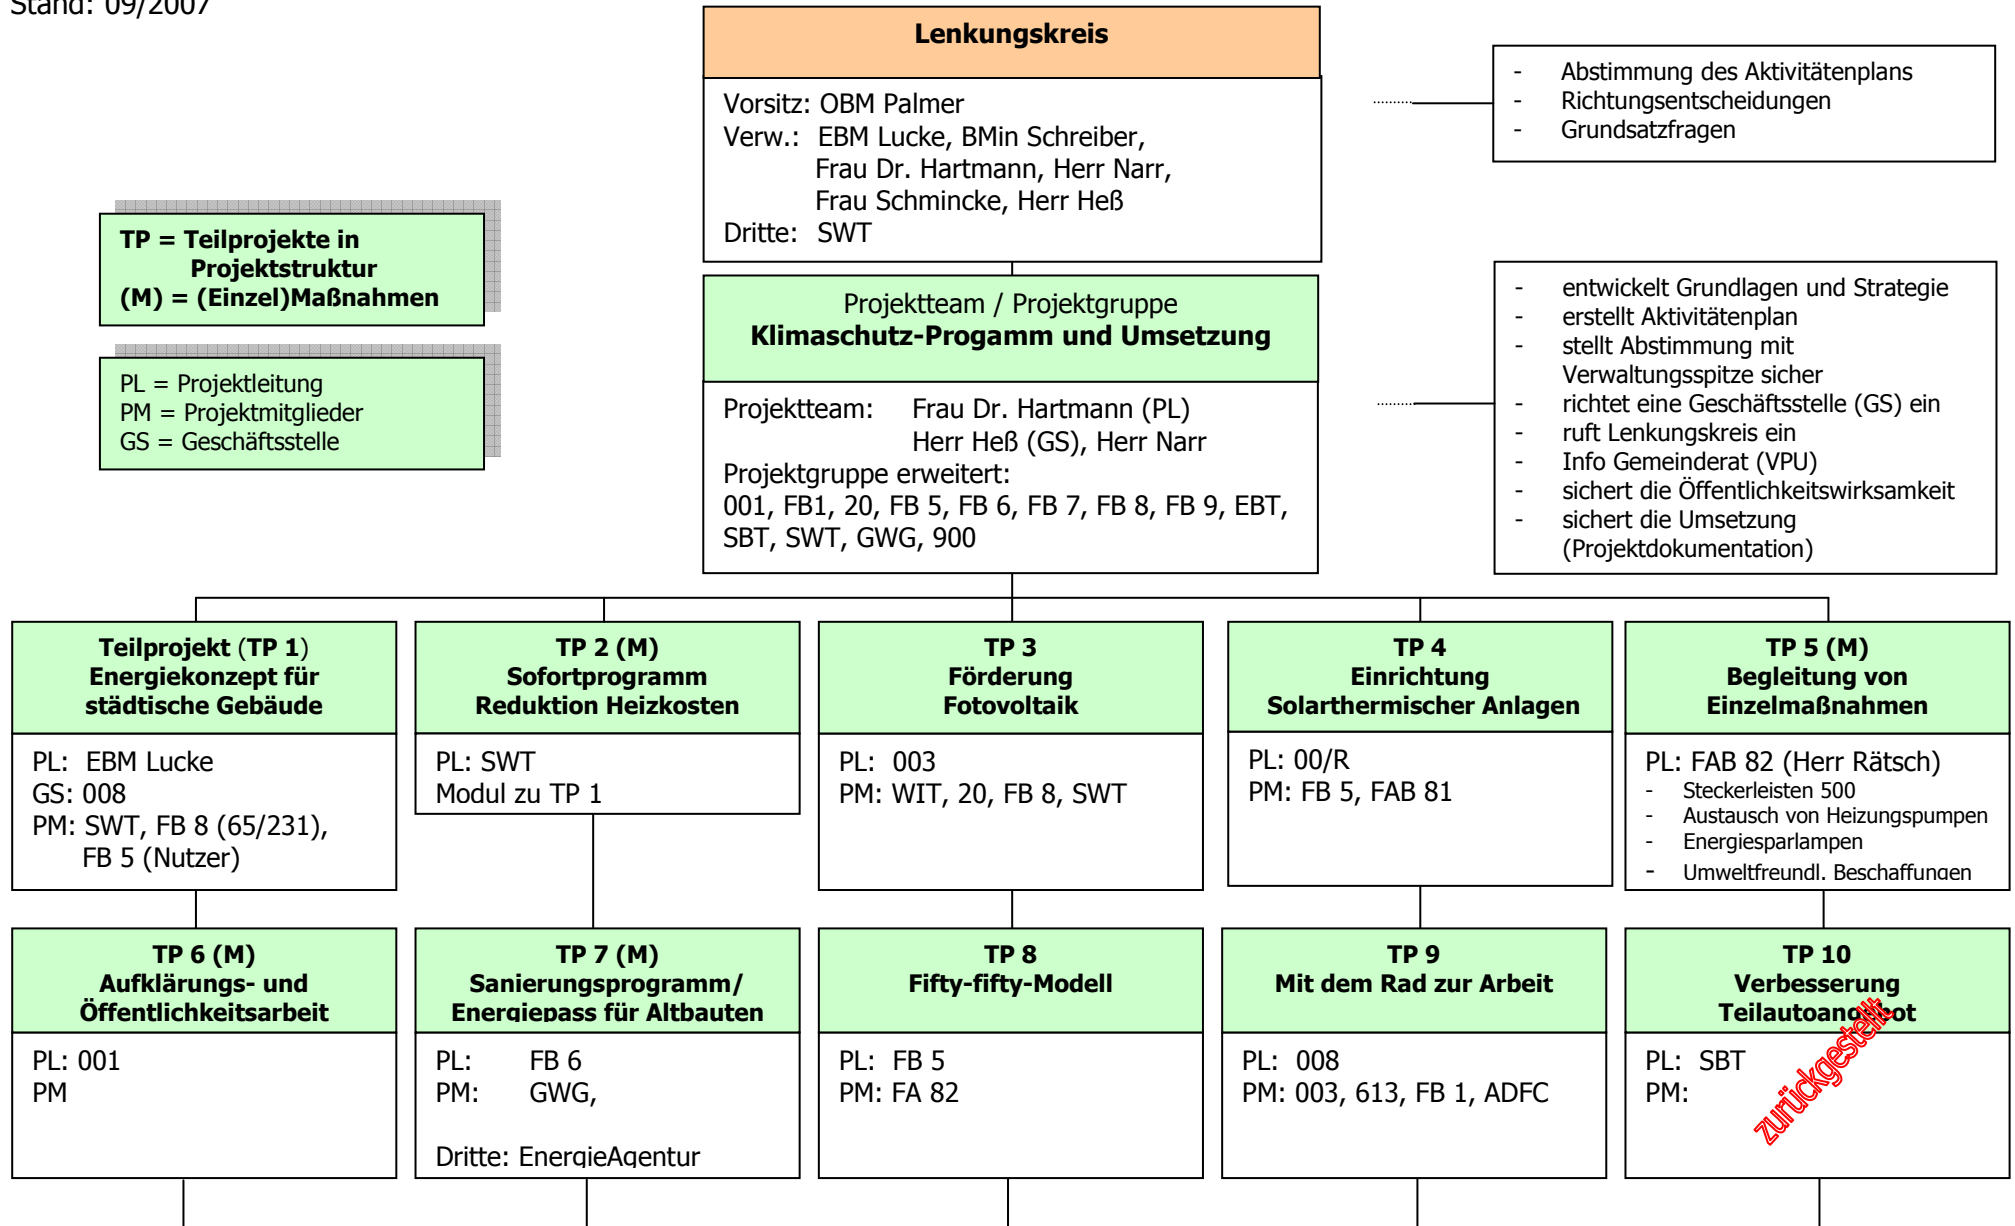 Stand: 09/2007
Lenkungskreis
Vorsitz: OBM Palmer
Verw.: EBM Lucke, BMin Schreiber,
Frau Dr. Hartmann, Herr Narr,
Frau Schmincke, Herr Heß
Dritte: SWT
- Abstimmung des Aktivitätenplans
- Richtungsentscheidungen
- Grundsatzfragen
TP = Teilprojekte in
Projektstruktur
(M) = (Einzel)Maßnahmen
PL = Projektleitung
PM = Projektmitglieder
GS = Geschäftsstelle
Projektteam / Projektgruppe
Klimaschutz-Progamm und Umsetzung
Projektteam: Frau Dr. Hartmann (PL)
Herr Heß (GS), Herr Narr
Projektgruppe erweitert:
001, FB1, 20, FB 5, FB 6, FB 7, FB 8, FB 9, EBT,
SBT, SWT, GWG, 900
- entwickelt Grundlagen und Strategie
- erstellt Aktivitätenplan
- stellt Abstimmung mit
Verwaltungsspitze sicher
- richtet eine Geschäftsstelle (GS) ein
- ruft Lenkungskreis ein
- Info Gemeinderat (VPU)
- sichert die Öffentlichkeitswirksamkeit
- sichert die Umsetzung
(Projektdokumentation)
Teilprojekt (TP 1)
Energiekonzept für
städtische Gebäude
PL: EBM Lucke
GS: 008
PM: SWT, FB 8 (65/231),
FB 5 (Nutzer)
TP 2 (M)
Sofortprogramm
Reduktion Heizkosten
PL: SWT
Modul zu TP 1
TP 3
Förderung
Fotovoltaik
PL: 003
PM: WIT, 20, FB 8, SWT
TP 4
Einrichtung
Solarthermischer Anlagen
PL: 00/R
PM: FB 5, FAB 81
TP 5 (M)
Begleitung von
Einzelmaßnahmen
PL: FAB 82 (Herr Rätsch)
- Steckerleisten 500
- Austausch von Heizungspumpen
- Energiesparlampen
- Umweltfreundl. Beschaffungen
TP 6 (M)
Aufklärungs- und
Öffentlichkeitsarbeit
PL: 001
PM
TP 7 (M)
Sanierungsprogramm/
Energiepass für Altbauten
PL: FB 6
PM: GWG,
Dritte: EnergieAgentur
TP 8
Fifty-fifty-Modell
PL: FB 5
PM: FA 82
TP 9
Mit dem Rad zur Arbeit
PL: 008
PM: 003, 613, FB 1, ADFC
TP 10
Verbesserung
Teilautoangebot
PL: SBT
PM:
zurückgestellt